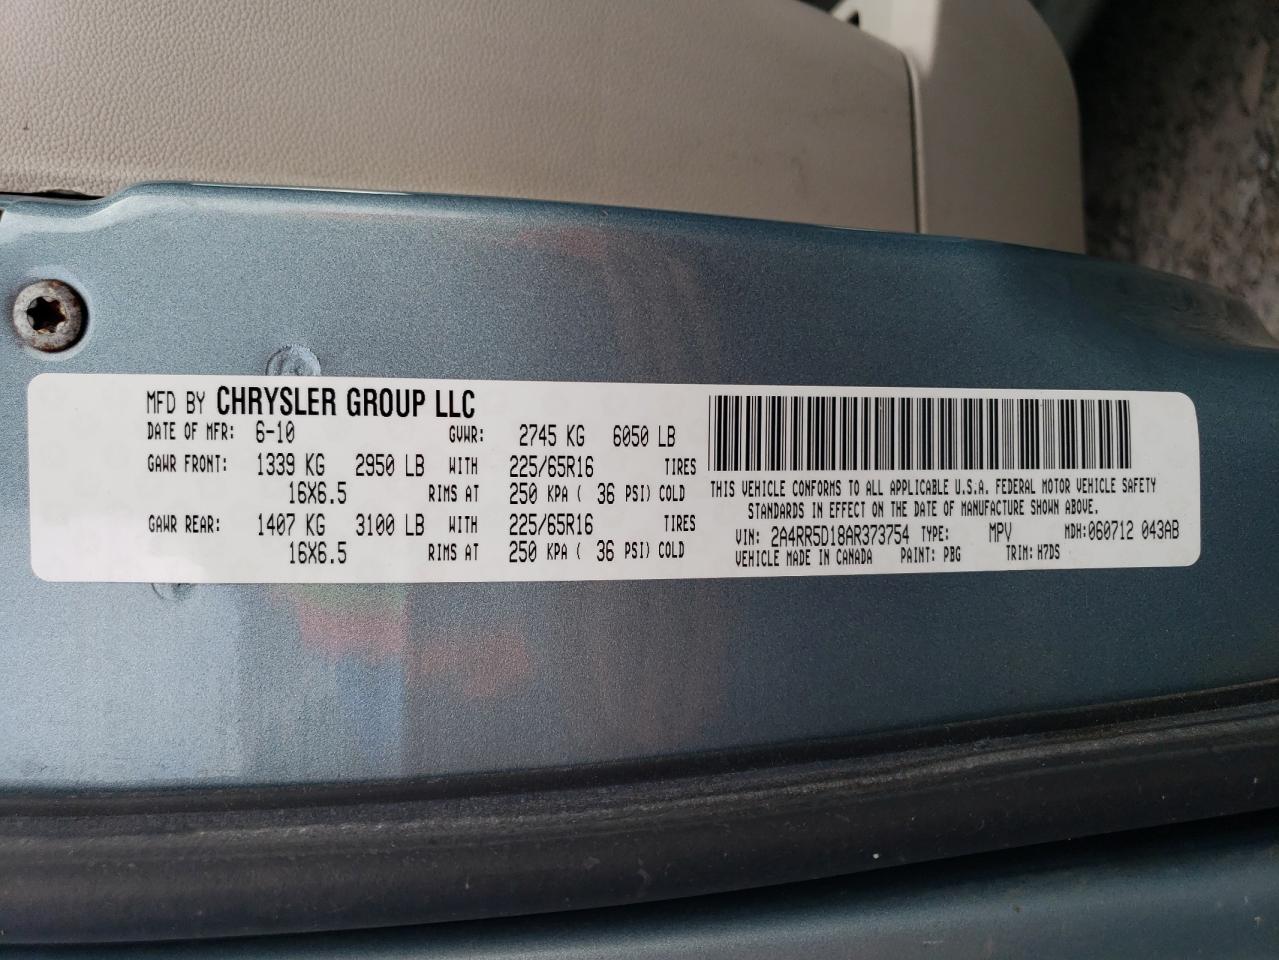 MFD BY CHRYSLER GROUP LLC
DATE OF MFR: 6-10 GVWR: 2745 KG 6050 LB
GAWR FRONT: 1339 KG 2950 LB WITH 225/65R16 TIRES
16X6.5 RIMS AT 250 KPA ( 36 PSI) COLD
GAWR REAR: 1407 KG 3100 LB WITH 225/65R16 TIRES
16X6.5 RIMS AT 250 KPA ( 36 PSI) COLD
THIS VEHICLE CONFORMS TO ALL APPLICABLE U.S.A. FEDERAL MOTOR VEHICLE SAFETY
STANDARDS IN EFFECT ON THE DATE OF MANUFACTURE SHOWN ABOVE.
VIN: 2A4RR5D18AR373754 TYPE: MPV MDH:060712 043AB
VEHICLE MADE IN CANADA PAINT: PBG TRIM: H7DS